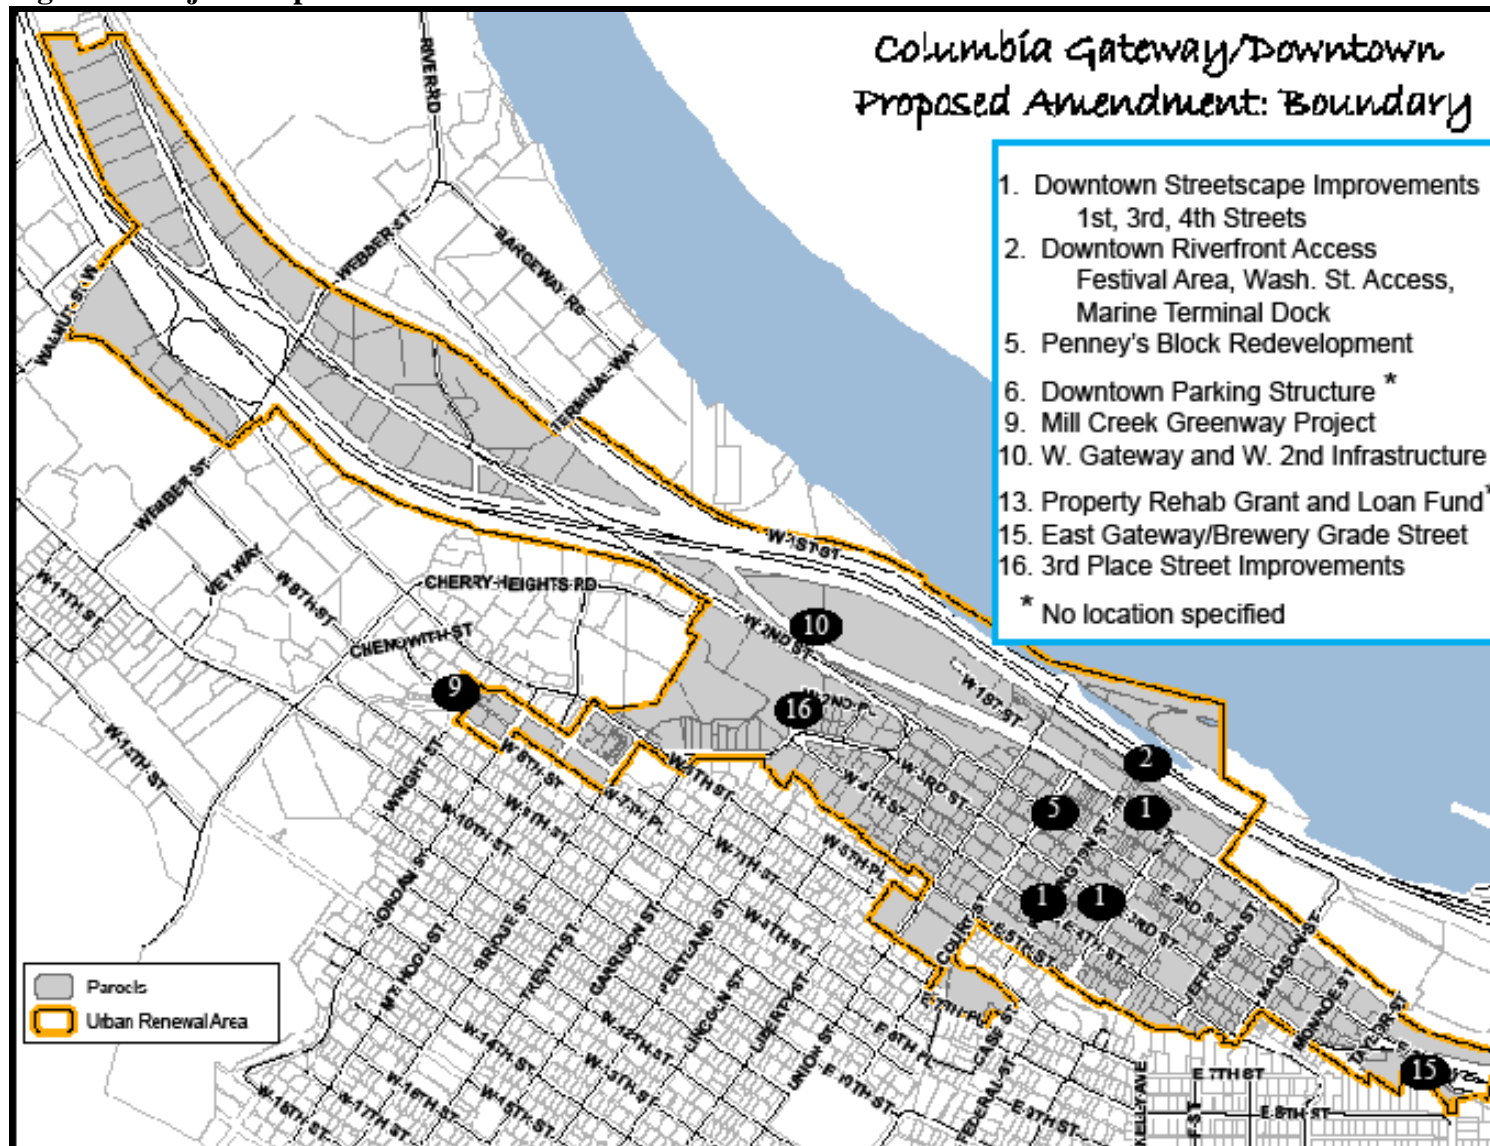 Columbia Gateway/Downtown
Proposed Amendment: Boundary
1. Downtown Streetscape Improvements
1st, 3rd, 4th Streets
2. Downtown Riverfront Access
Festival Area, Wash. St. Access,
Marine Terminal Dock
5. Penney's Block Redevelopment
6. Downtown Parking Structure *
9. Mill Creek Greenway Project
10. W. Gateway and W. 2nd Infrastructure
13. Property Rehab Grant and Loan Fund*
15. East Gateway/Brewery Grade Street
16. 3rd Place Street Improvements
* No location specified
RIVER RD
WEBBER ST
BARGEWAY RD
WALNUT ST W
TERMINAL WAY
WEBBER ST
W 1ST ST
VEY WAY
CHERRY HEIGHTS RD
W 8TH ST
CHENOWITH ST
W 2ND ST
10
9
16
W 2ND PL
W 1ST ST
W 14TH ST
2
WRIGHT ST
W 8TH ST
W 7TH PL
W 3RD ST
W 4TH ST
5
1
W 10TH ST
W 9TH ST
W 7TH ST
W 5TH PL
JORDAN ST
W 8TH ST
1
1
E 2ND ST
3RD ST
E 4TH ST
E 5TH ST
COURT ST
MT HOOD ST
BRIDGE ST
TREVITT ST
GARRISON ST
PENTLAND ST
LINCOLN ST
LIBERTY ST
UNION ST
JEFFERSON ST
MADISON ST
MONROE ST
TAYLOR ST
15
E 7TH PL
CASS ST
E 8TH PL
FEDERAL ST
KELLY AVE
F ST
E 7TH ST
E 8TH ST
E 9TH ST
E 10TH ST
W 12TH ST
W 13TH ST
W 14TH ST
W 15TH ST
W 16TH ST
W 17TH ST
Parcels
Urban Renewal Area